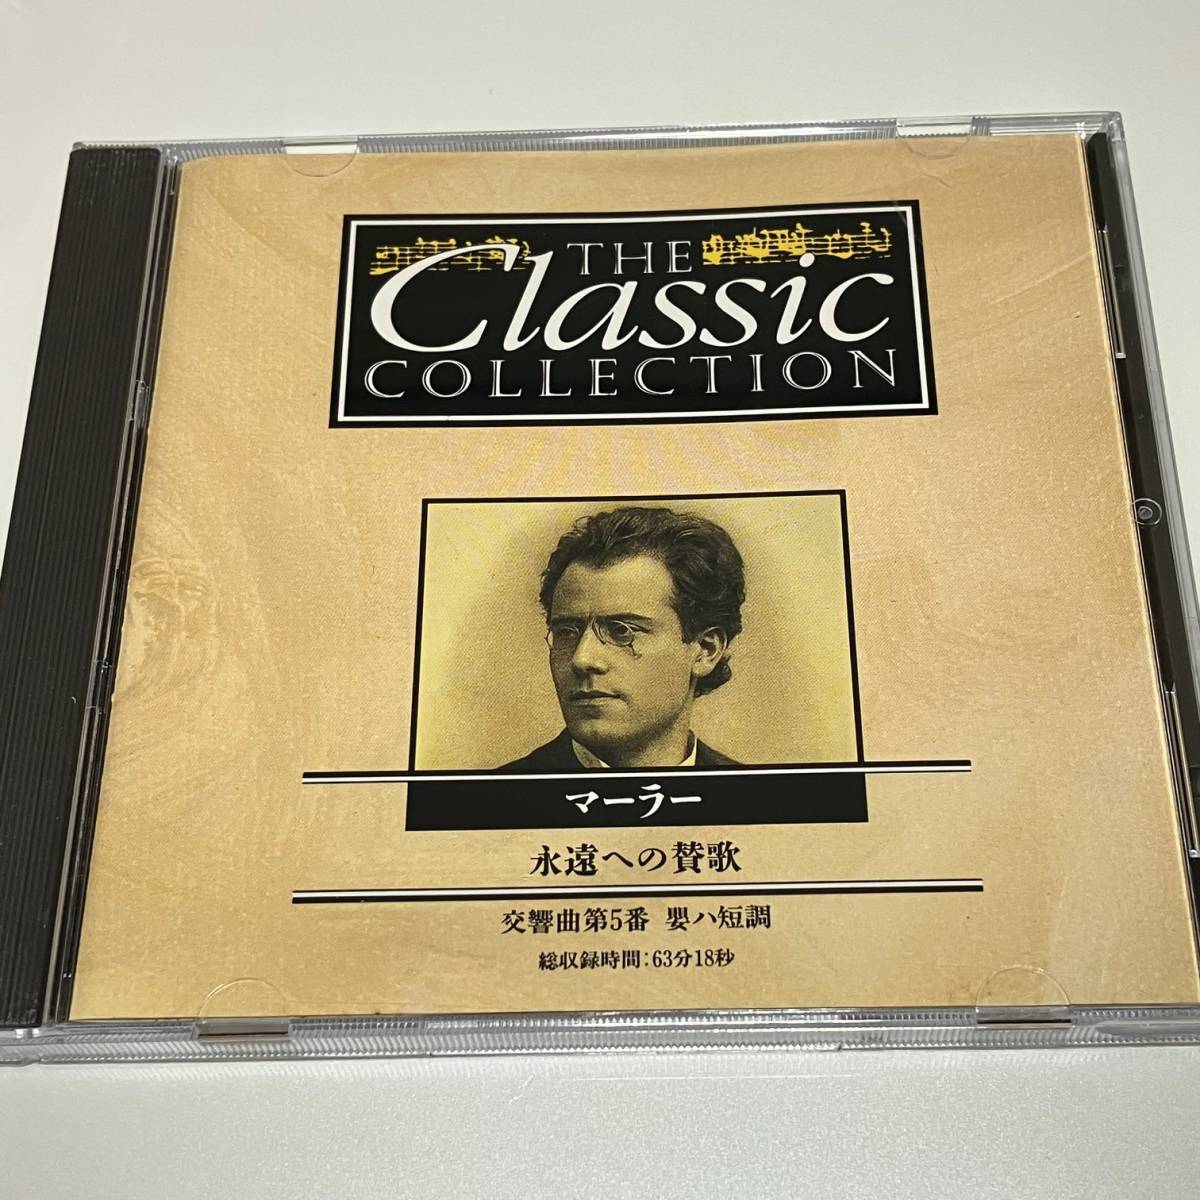 THE
Classic
COLLECTION
マーラー
永遠への賛歌
交響曲第5番 嬰ハ短調
総収録時間：63分18秒